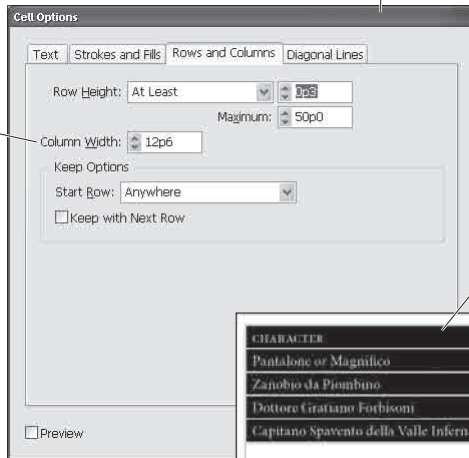 Cell Options
Text Strokes and Fills Rows and Columns Diagonal Lines
Row Height: At Least 0p3
Maximum: 50p0
Column Width: 12p6
Keep Options
Start Row: Anywhere
Keep with Next Row
CHARACTER
Pantalone or Magnifico
Zanobio da Piombino
Dottore Gratiano Forbisoni
Capitano Spavento della Valle Inferna
Preview